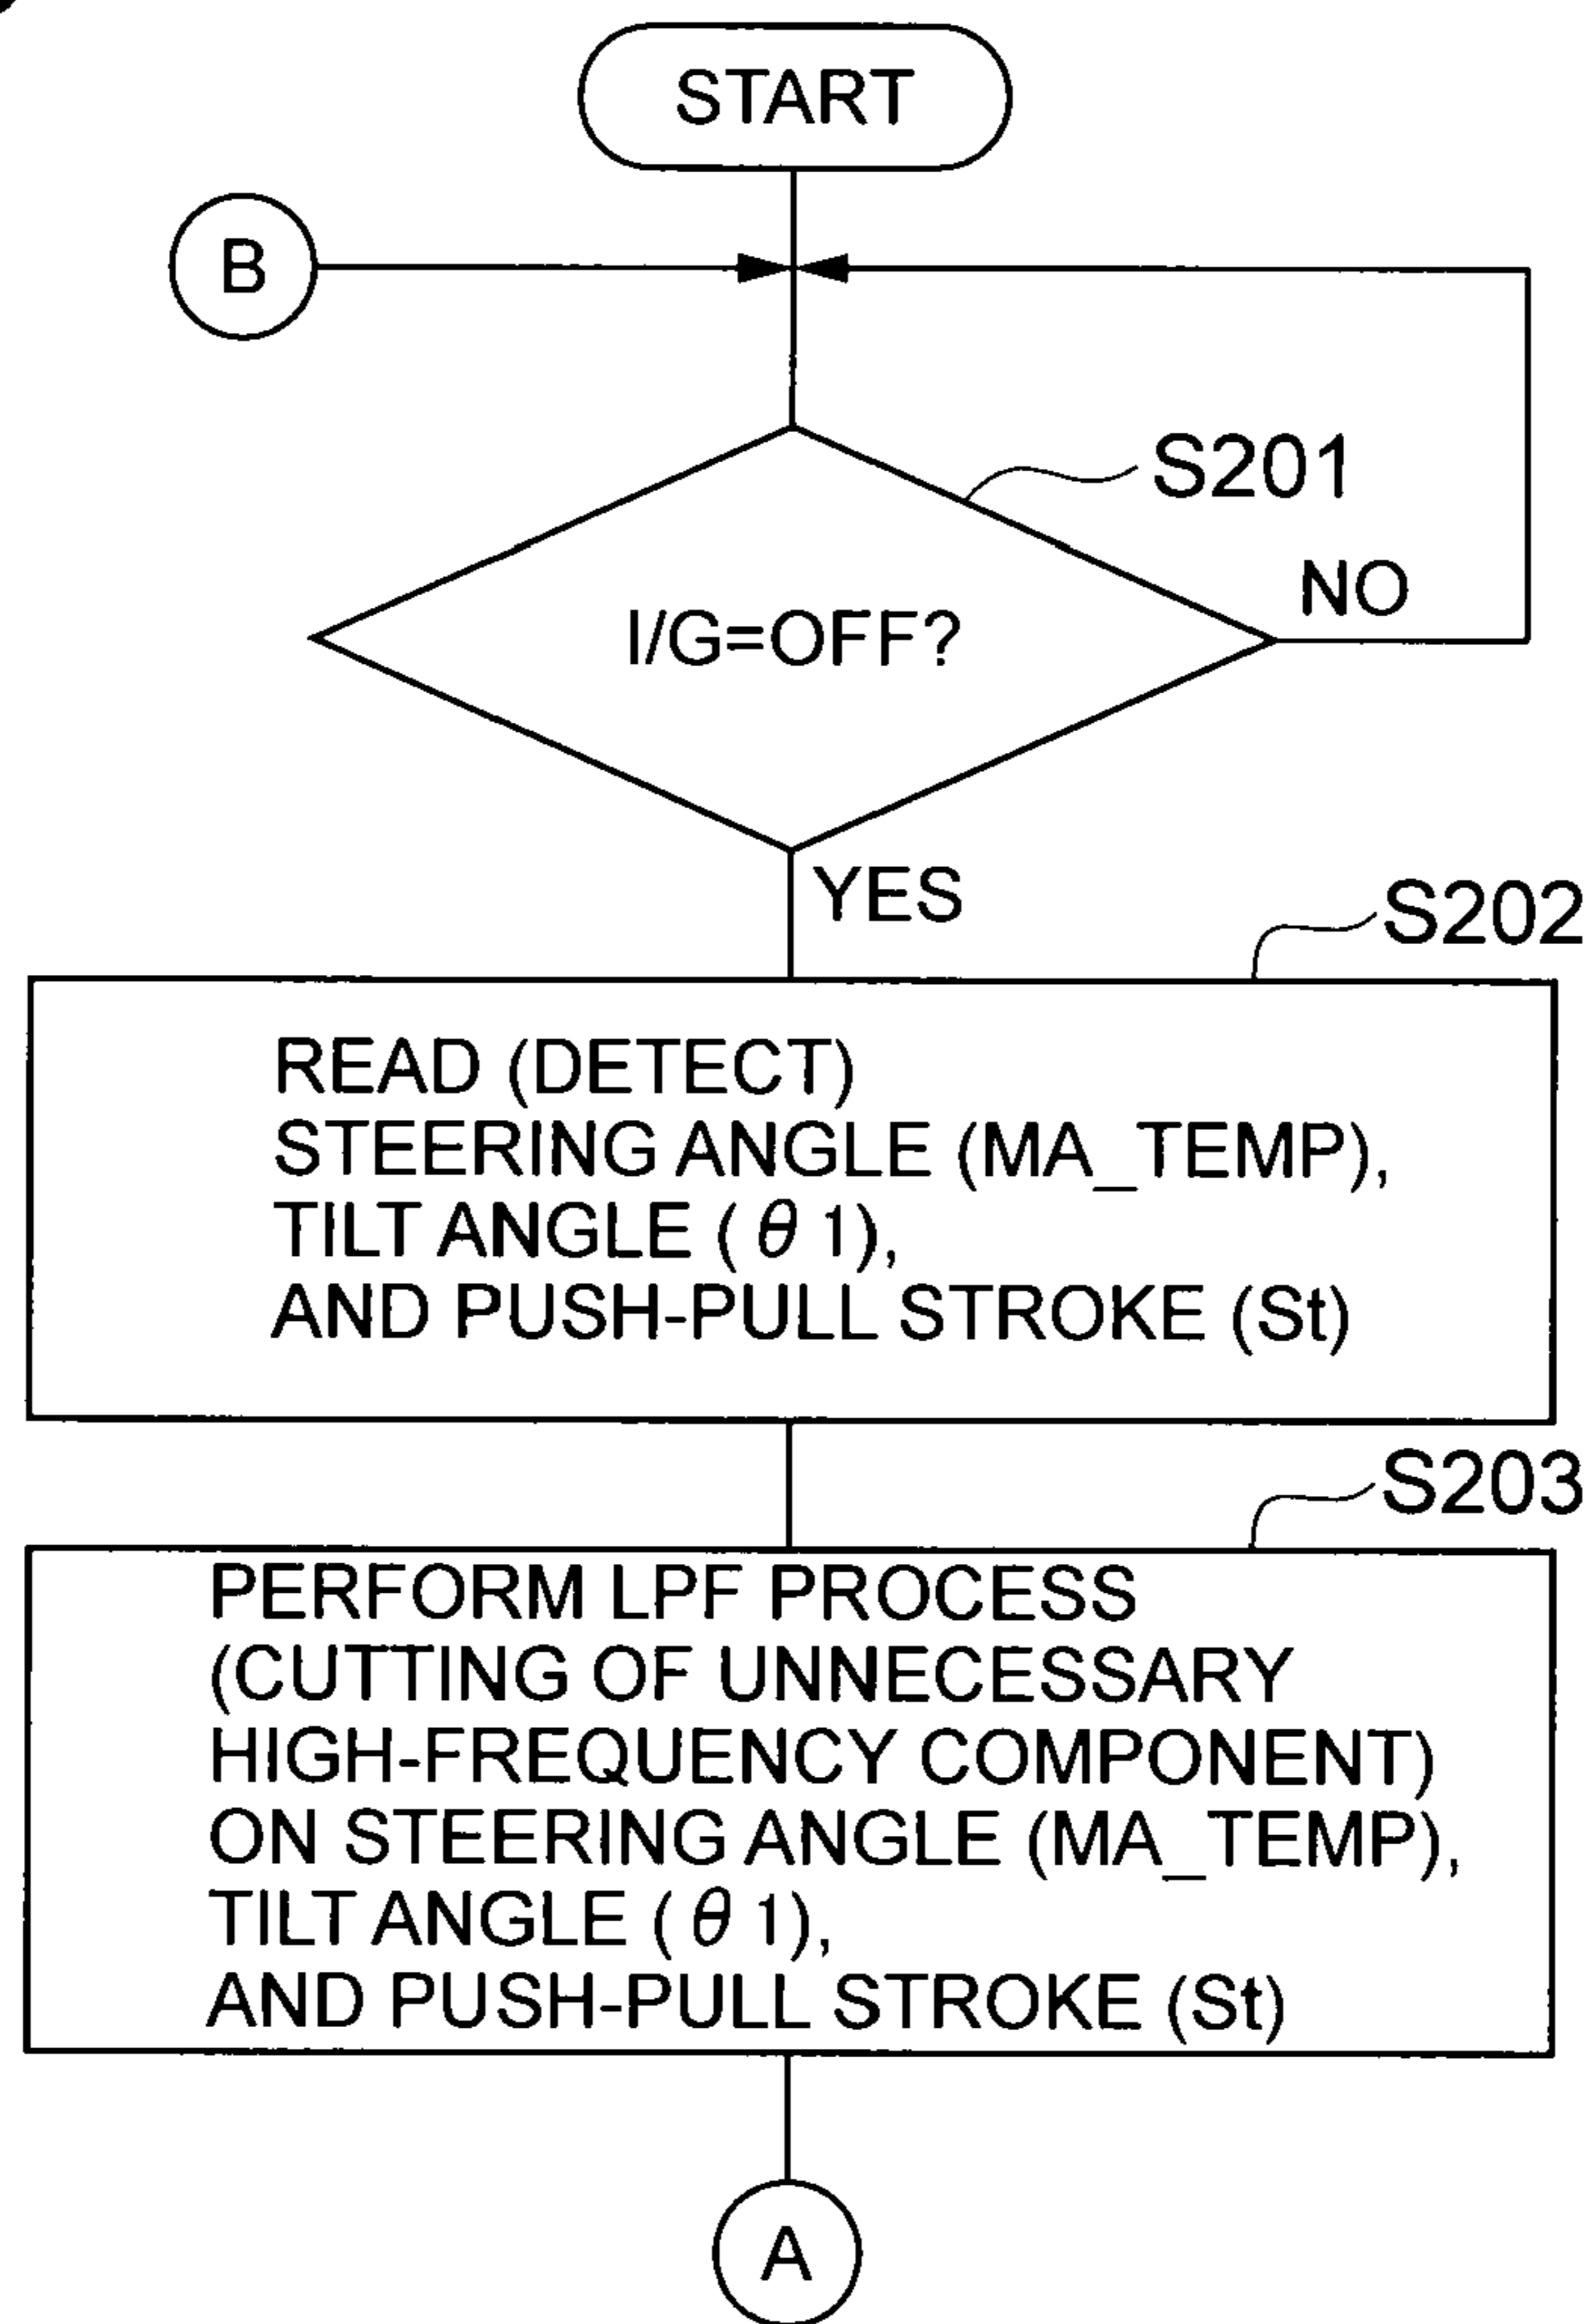 START
B
S201
NO
I/G=OFF?
YES
S202
READ (DETECT)
STEERING ANGLE (MA_TEMP),
TILT ANGLE ( θ 1),
AND PUSH-PULL STROKE (St)
S203
PERFORM LPF PROCESS
(CUTTING OF UNNECESSARY
HIGH-FREQUENCY COMPONENT)
ON STEERING ANGLE (MA_TEMP),
TILT ANGLE ( θ 1),
AND PUSH-PULL STROKE (St)
A